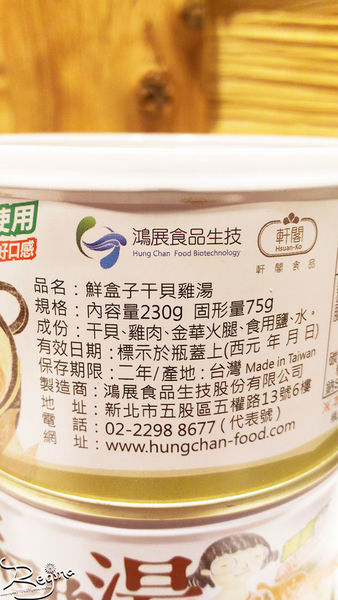 使用
好口感
鴻展食品生技
Hung Chan Food Biotechnology
軒閣
Hsuan-Ko
軒閣食品
品名：鮮盒子干貝雞湯
規格：內容量230g 固形量75g
成份：干貝、雞肉、金華火腿、食用鹽、水。
有效日期：標示於瓶蓋上(西元 年 月 日)
保存期限：二年/產地：台灣 Made in Taiwan
製造商：鴻展食品生技股份有限公司
地 址：新北市五股區五權路13號6樓
電 話：02-2298 8677 (代表號)
網 址：www.hungchan-food.com
湯
Regina